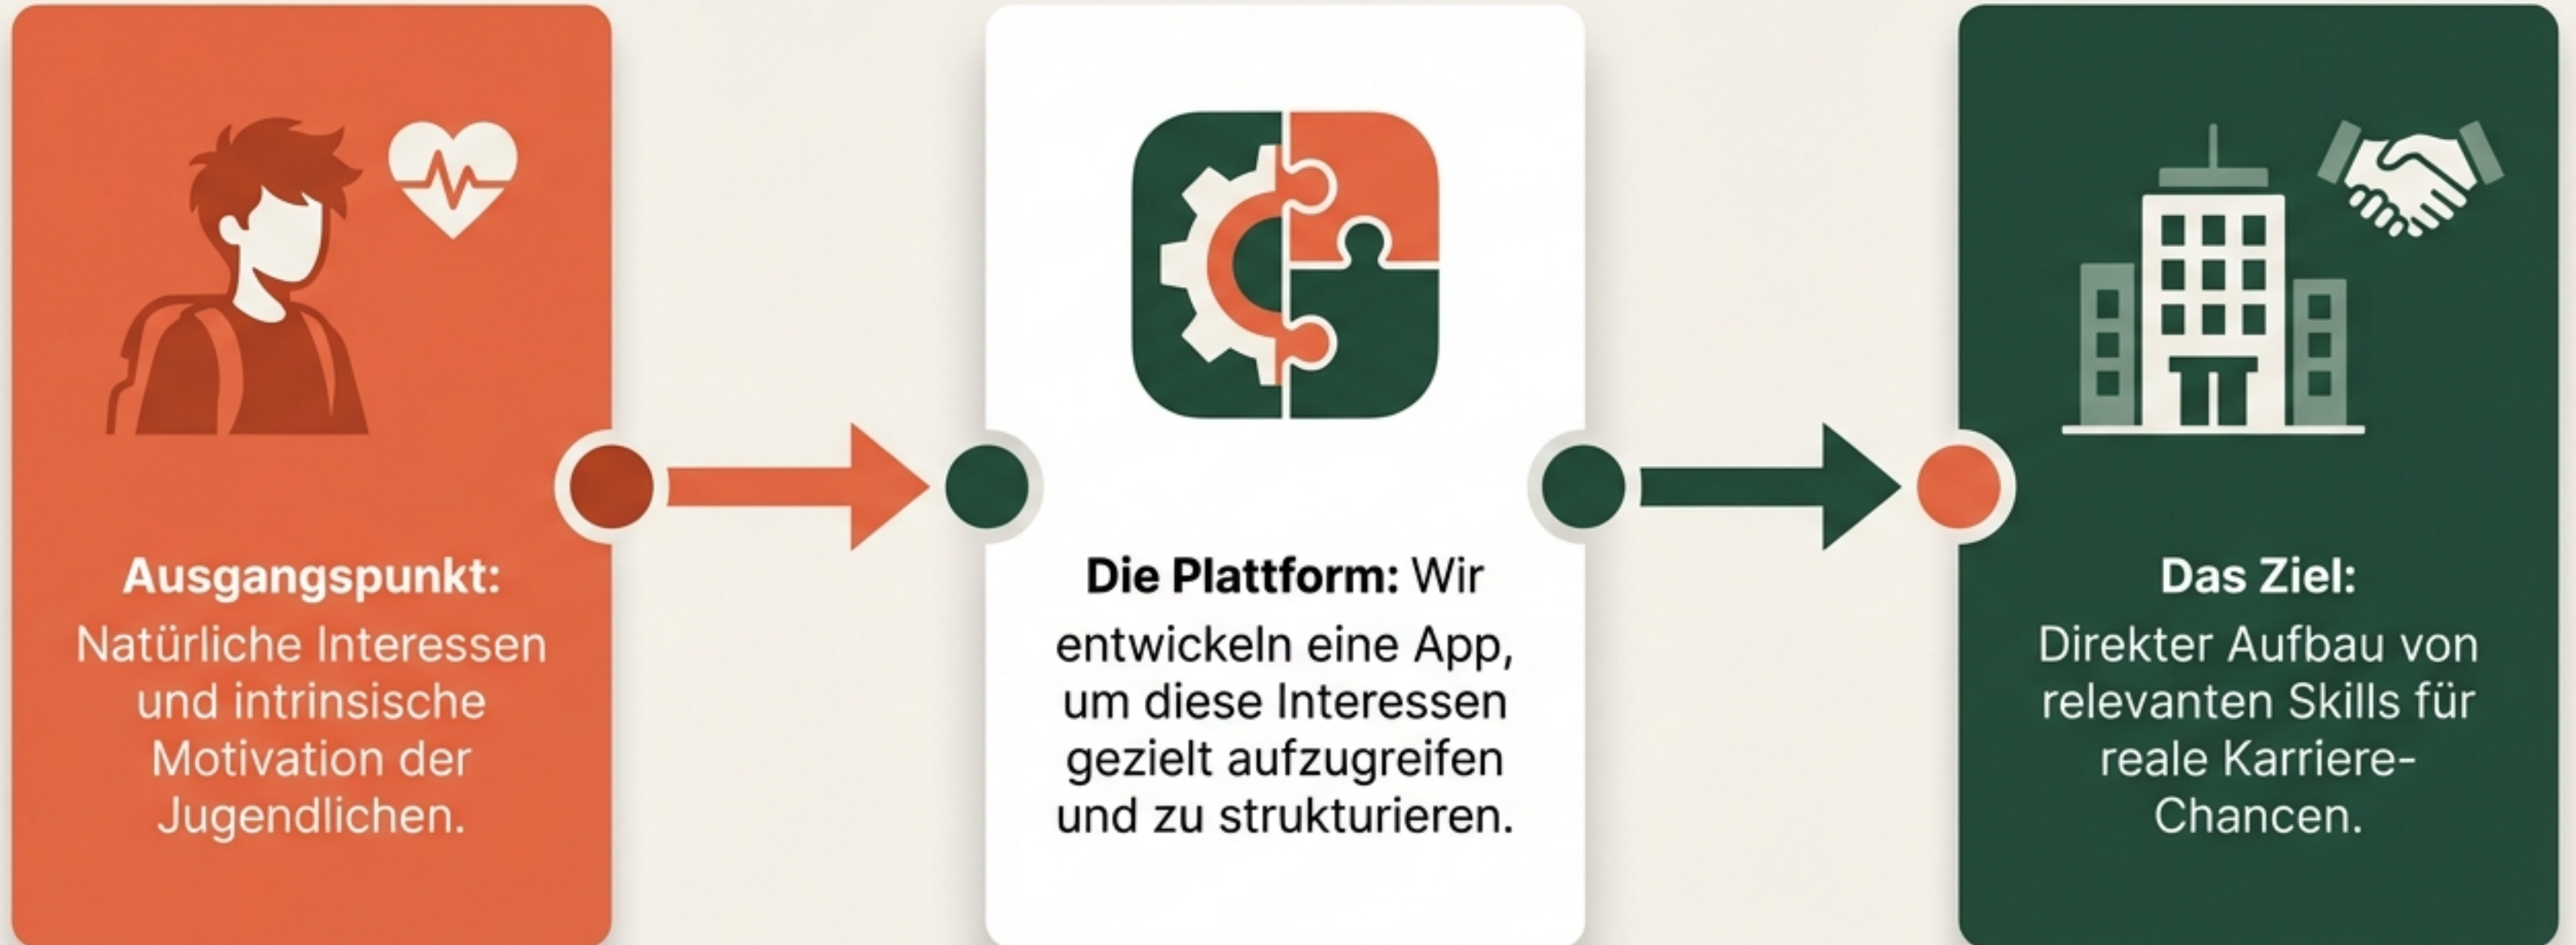 Ausgangspunkt:
Natürliche Interessen
und intrinsische
Motivation der
Jugendlichen.
Die Plattform: Wir
entwickeln eine App,
um diese Interessen
gezielt aufzugreifen
und zu strukturieren.
Das Ziel:
Direkter Aufbau von
relevanten Skills für
reale Karriere-
Chancen.